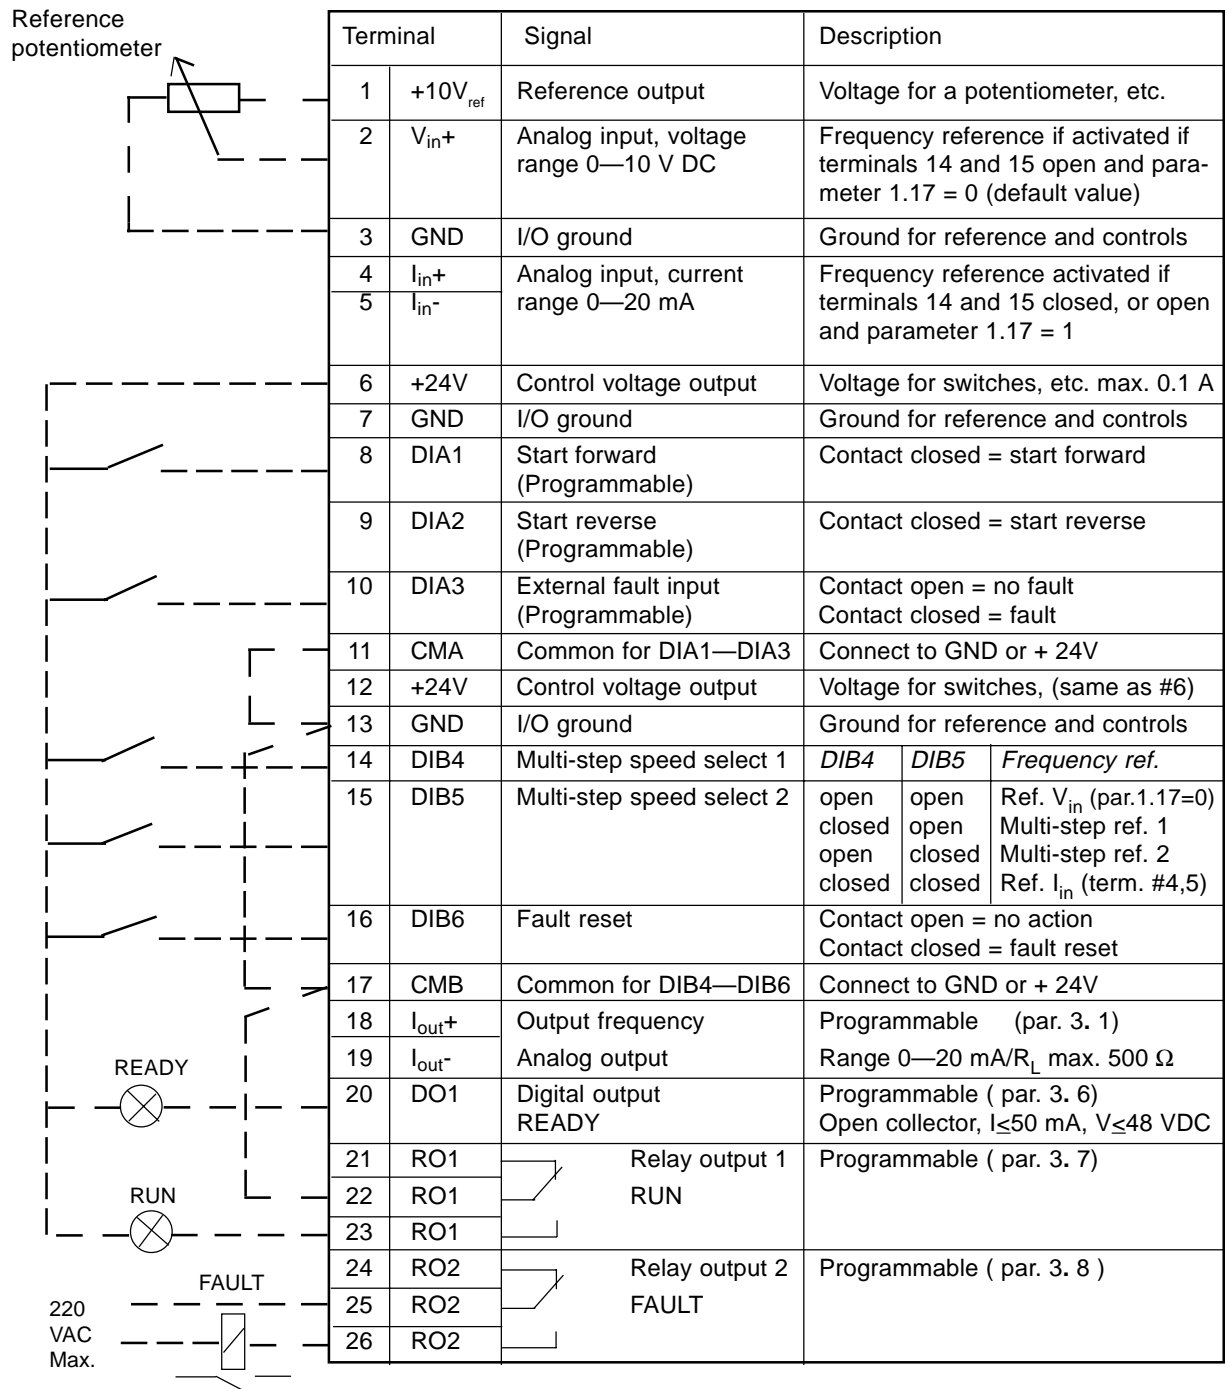 Reference
potentiometer
Terminal Signal Description
1 +10Vref Reference output Voltage for a potentiometer, etc.
2 Vin+ Analog input, voltage Frequency reference if activated if
range 0—10 V DC terminals 14 and 15 open and para-
meter 1.17 = 0 (default value)
3 GND I/O ground Ground for reference and controls
4 Iin+ Analog input, current Frequency reference activated if
5 Iin- range 0—20 mA terminals 14 and 15 closed, or open
and parameter 1.17 = 1
6 +24V Control voltage output Voltage for switches, etc. max. 0.1 A
7 GND I/O ground Ground for reference and controls
8 DIA1 Start forward Contact closed = start forward
(Programmable)
9 DIA2 Start reverse Contact closed = start reverse
(Programmable)
10 DIA3 External fault input Contact open = no fault
(Programmable) Contact closed = fault
11 CMA Common for DIA1—DIA3 Connect to GND or + 24V
12 +24V Control voltage output Voltage for switches, (same as #6)
13 GND I/O ground Ground for reference and controls
14 DIB4 Multi-step speed select 1 DIB4 DIB5 Frequency ref.
15 DIB5 Multi-step speed select 2 open open Ref. Vin (par.1.17=0)
closed open Multi-step ref. 1
open closed Multi-step ref. 2
closed closed Ref. Iin (term. #4,5)
16 DIB6 Fault reset Contact open = no action
Contact closed = fault reset
17 CMB Common for DIB4—DIB6 Connect to GND or + 24V
18 Iout+ Output frequency Programmable (par. 3. 1)
19 Iout- Analog output Range 0—20 mA/RL max. 500 Ω
READY
20 DO1 Digital output Programmable ( par. 3. 6)
READY Open collector, I≤50 mA, V≤48 VDC
21 RO1 Relay output 1 Programmable ( par. 3. 7)
RUN
22 RO1 RUN
23 RO1
24 RO2 Relay output 2 Programmable ( par. 3. 8 )
FAULT
25 RO2 FAULT
26 RO2
220
VAC
Max.